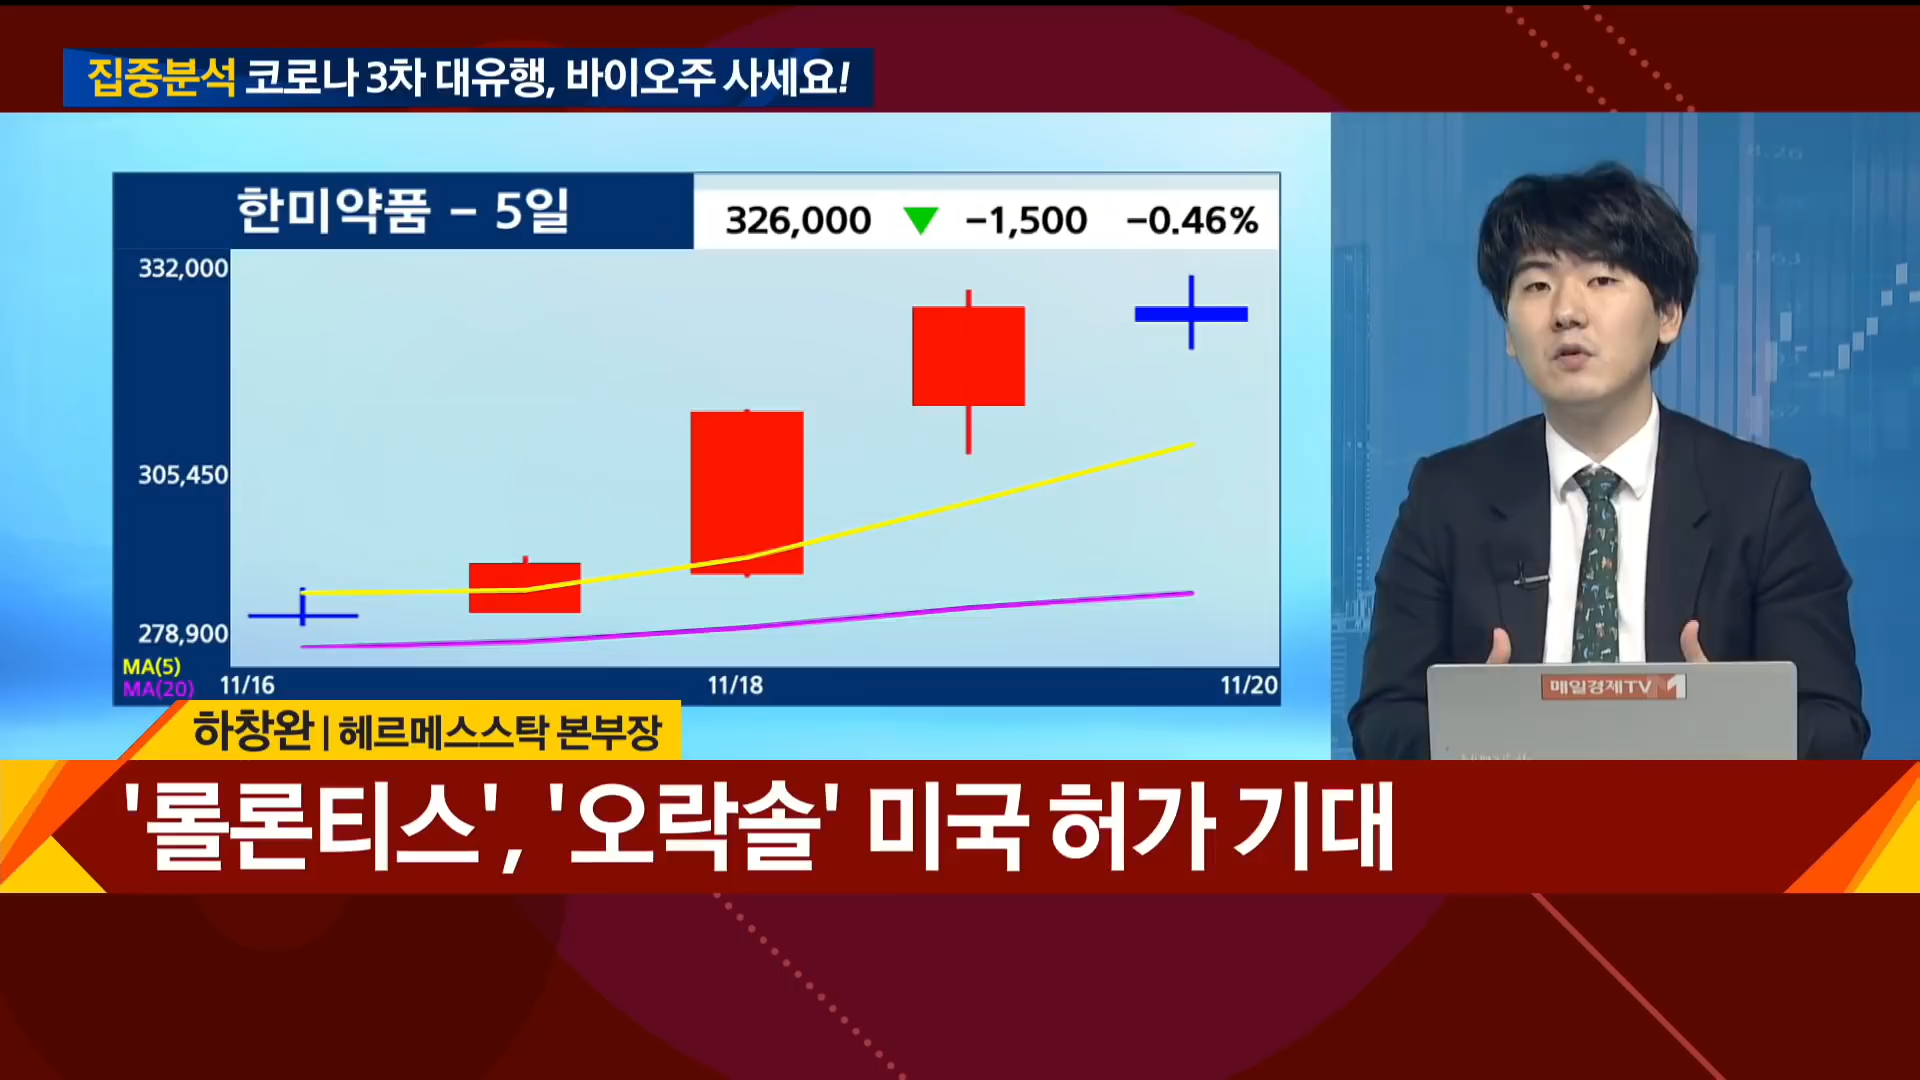 집중분석 코로나 3차 대유행, 바이오주 사세요!
한미약품 – 5일
326,000 ▼ −1,500 −0.46%
332,000
305,450
278,900
MA(5)
MA(20)
11/16 11/18 11/20
8.26
매일경제TV 1
하창완 | 헤르메스스탁 본부장
'롤론티스', '오락솔' 미국 허가 기대